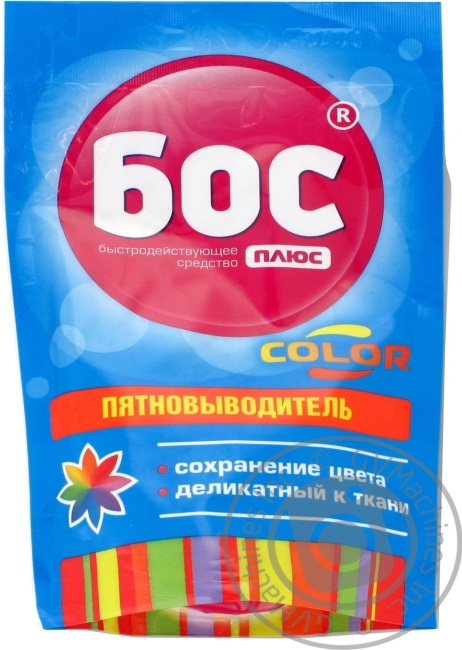 ®
БОС
быстродействующее
средство
ПЛЮС
COLOR
ПЯТНОВЫВОДИТЕЛЬ
• сохранение цвета
• деликатный к ткани